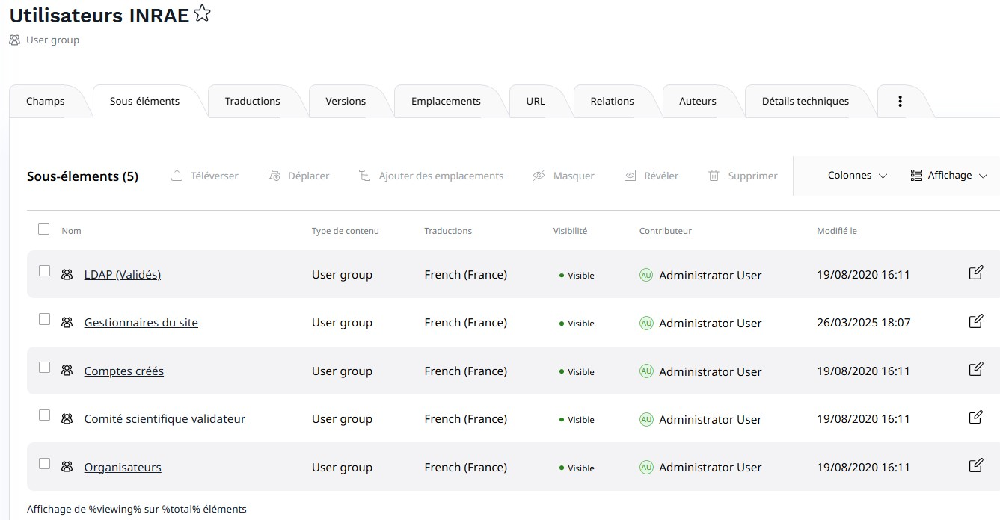 Utilisateurs INRAE
User group
Champs Sous-éléments Traductions Versions Emplacements URL Relations Auteurs Détails techniques
Sous-élements (5) Téléverser Déplacer Ajouter des emplacements Masquer Révéler Supprimer Colonnes Affichage
Nom Type de contenu Traductions Visibilité Contributeur Modifié le
LDAP (Validés) User group French (France) Visible AU Administrator User 19/08/2020 16:11
Gestionnaires du site User group French (France) Visible AU Administrator User 26/03/2025 18:07
Comptes créés User group French (France) Visible AU Administrator User 19/08/2020 16:11
Comité scientifique validateur User group French (France) Visible AU Administrator User 19/08/2020 16:11
Organisateurs User group French (France) Visible AU Administrator User 19/08/2020 16:11
Affichage de %viewing% sur %total% éléments